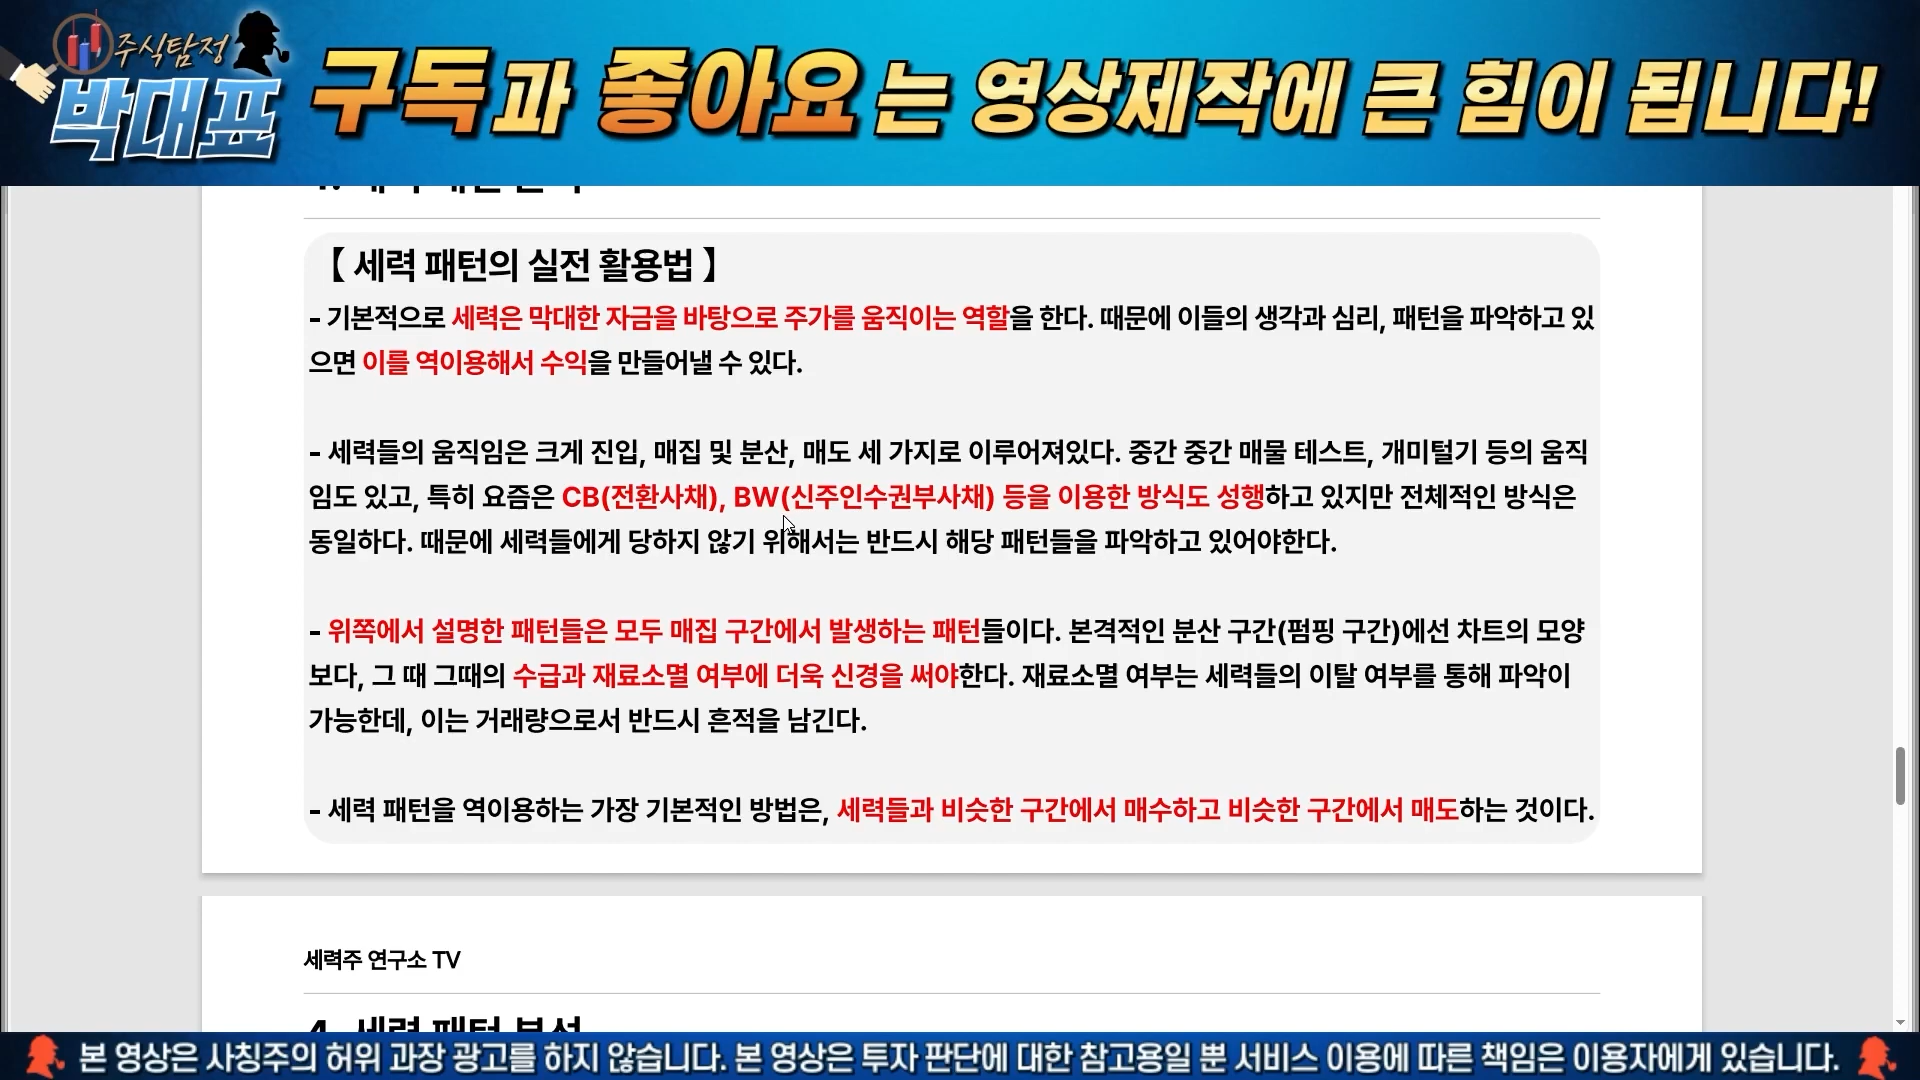 주식탐정
박대표
구독과 좋아요는 영상제작에 큰 힘이 됩니다!
【 세력 패턴의 실전 활용법 】
- 기본적으로 세력은 막대한 자금을 바탕으로 주가를 움직이는 역할을 한다. 때문에 이들의 생각과 심리, 패턴을 파악하고 있
으면 이를 역이용해서 수익을 만들어낼 수 있다.
- 세력들의 움직임은 크게 진입, 매집 및 분산, 매도 세 가지로 이루어져있다. 중간 중간 매물 테스트, 개미털기 등의 움직
임도 있고, 특히 요즘은 CB(전환사채), BW(신주인수권부사채) 등을 이용한 방식도 성행하고 있지만 전체적인 방식은
동일하다. 때문에 세력들에게 당하지 않기 위해서는 반드시 해당 패턴들을 파악하고 있어야한다.
- 위쪽에서 설명한 패턴들은 모두 매집 구간에서 발생하는 패턴들이다. 본격적인 분산 구간(펌핑 구간)에선 차트의 모양
보다, 그 때 그때의 수급과 재료소멸 여부에 더욱 신경을 써야한다. 재료소멸 여부는 세력들의 이탈 여부를 통해 파악이
가능한데, 이는 거래량으로서 반드시 흔적을 남긴다.
- 세력 패턴을 역이용하는 가장 기본적인 방법은, 세력들과 비슷한 구간에서 매수하고 비슷한 구간에서 매도하는 것이다.
세력주 연구소 TV
4. 세력 패턴 분석
본 영상은 사칭주의 허위 과장 광고를 하지 않습니다. 본 영상은 투자 판단에 대한 참고용일 뿐 서비스 이용에 따른 책임은 이용자에게 있습니다.